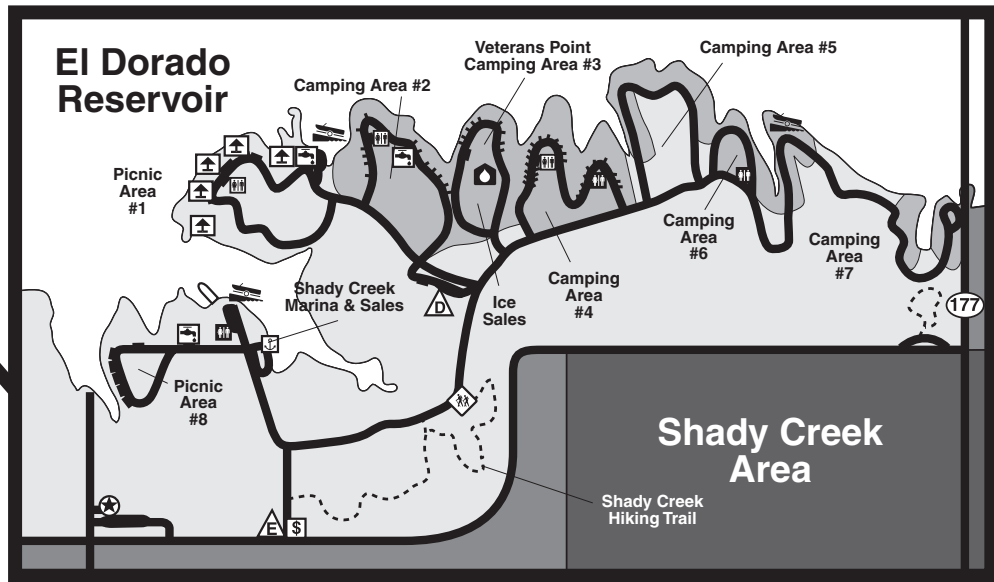 El Dorado
Reservoir
Veterans Point
Camping Area #3
Camping Area #5
Camping Area #2
Picnic
Area
#1
Camping
Area
#6
Camping
Area
#7
Camping
Area
#4
Ice
Sales
Shady Creek
Marina & Sales
D
177
Picnic
Area
#8
Shady Creek
Area
Shady Creek
Hiking Trail
E
$